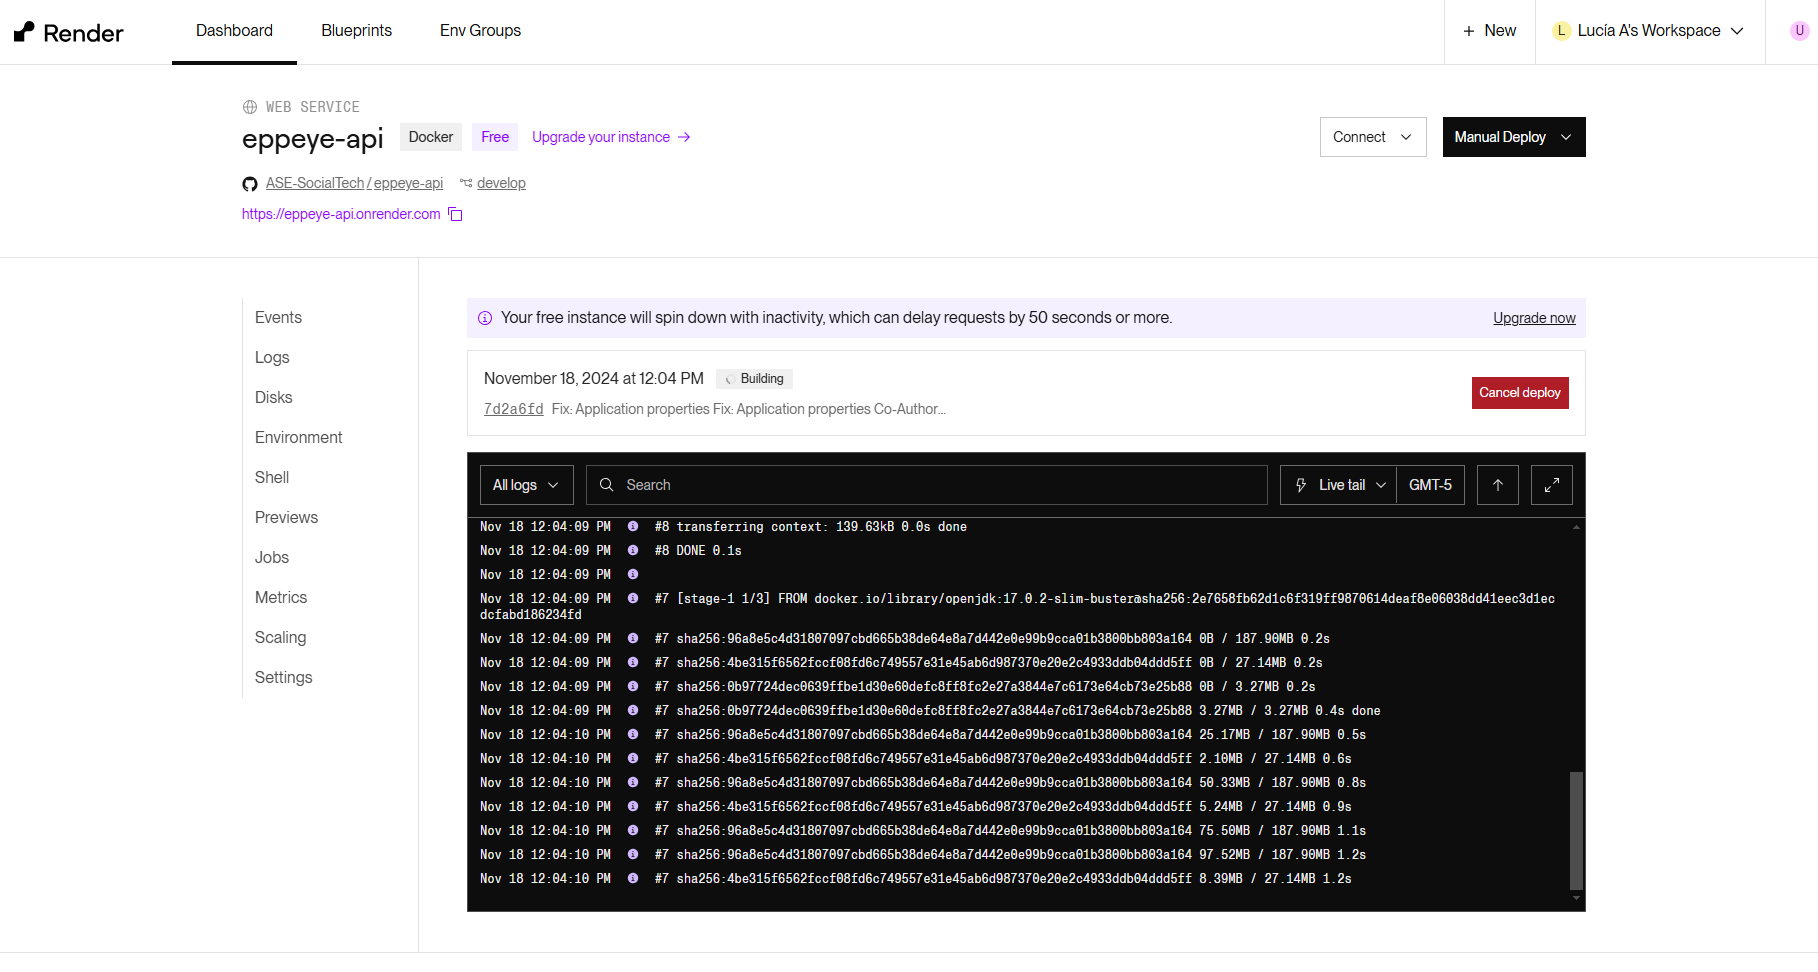 Render
Dashboard
Blueprints
Env Groups
+ New
L Lucía A's Workspace
U
WEB SERVICE
eppeye-api Docker Free Upgrade your instance →
Connect
Manual Deploy
ASE-SocialTech / eppeye-api develop
https://eppeye-api.onrender.com
Events
Logs
Disks
Environment
Shell
Previews
Jobs
Metrics
Scaling
Settings
Your free instance will spin down with inactivity, which can delay requests by 50 seconds or more.
Upgrade now
November 18, 2024 at 12:04 PM Building
7d2a6fd Fix: Application properties Fix: Application properties Co-Author...
Cancel deploy
All logs
Search
Live tail
GMT-5
Nov 18 12:04:09 PM #8 transferring context: 139.63kB 0.0s done
Nov 18 12:04:09 PM #8 DONE 0.1s
Nov 18 12:04:09 PM
Nov 18 12:04:09 PM #7 [stage-1 1/3] FROM docker.io/library/openjdk:17.0.2-slim-buster@sha256:2e7658fb62d1c6f319ff9870614deaf8e06038dd41eec3d1ec
dcfabd186234fd
Nov 18 12:04:09 PM #7 sha256:96a8e5c4d31807097cbd665b38de64e8a7d442e0e99b9cca01b3800bb803a164 0B / 187.90MB 0.2s
Nov 18 12:04:09 PM #7 sha256:4be315f6562fccf08fd6c749557e31e45ab6d987370e20e2c4933ddb04ddd5ff 0B / 27.14MB 0.2s
Nov 18 12:04:09 PM #7 sha256:0b97724dec0639ffbe1d30e60defc8ff8fc2e27a3844e7c6173e64cb73e25b88 0B / 3.27MB 0.2s
Nov 18 12:04:09 PM #7 sha256:0b97724dec0639ffbe1d30e60defc8ff8fc2e27a3844e7c6173e64cb73e25b88 3.27MB / 3.27MB 0.4s done
Nov 18 12:04:10 PM #7 sha256:96a8e5c4d31807097cbd665b38de64e8a7d442e0e99b9cca01b3800bb803a164 25.17MB / 187.90MB 0.5s
Nov 18 12:04:10 PM #7 sha256:4be315f6562fccf08fd6c749557e31e45ab6d987370e20e2c4933ddb04ddd5ff 2.10MB / 27.14MB 0.6s
Nov 18 12:04:10 PM #7 sha256:96a8e5c4d31807097cbd665b38de64e8a7d442e0e99b9cca01b3800bb803a164 50.33MB / 187.90MB 0.8s
Nov 18 12:04:10 PM #7 sha256:4be315f6562fccf08fd6c749557e31e45ab6d987370e20e2c4933ddb04ddd5ff 5.24MB / 27.14MB 0.9s
Nov 18 12:04:10 PM #7 sha256:96a8e5c4d31807097cbd665b38de64e8a7d442e0e99b9cca01b3800bb803a164 75.50MB / 187.90MB 1.1s
Nov 18 12:04:10 PM #7 sha256:96a8e5c4d31807097cbd665b38de64e8a7d442e0e99b9cca01b3800bb803a164 97.52MB / 187.90MB 1.2s
Nov 18 12:04:10 PM #7 sha256:4be315f6562fccf08fd6c749557e31e45ab6d987370e20e2c4933ddb04ddd5ff 8.39MB / 27.14MB 1.2s